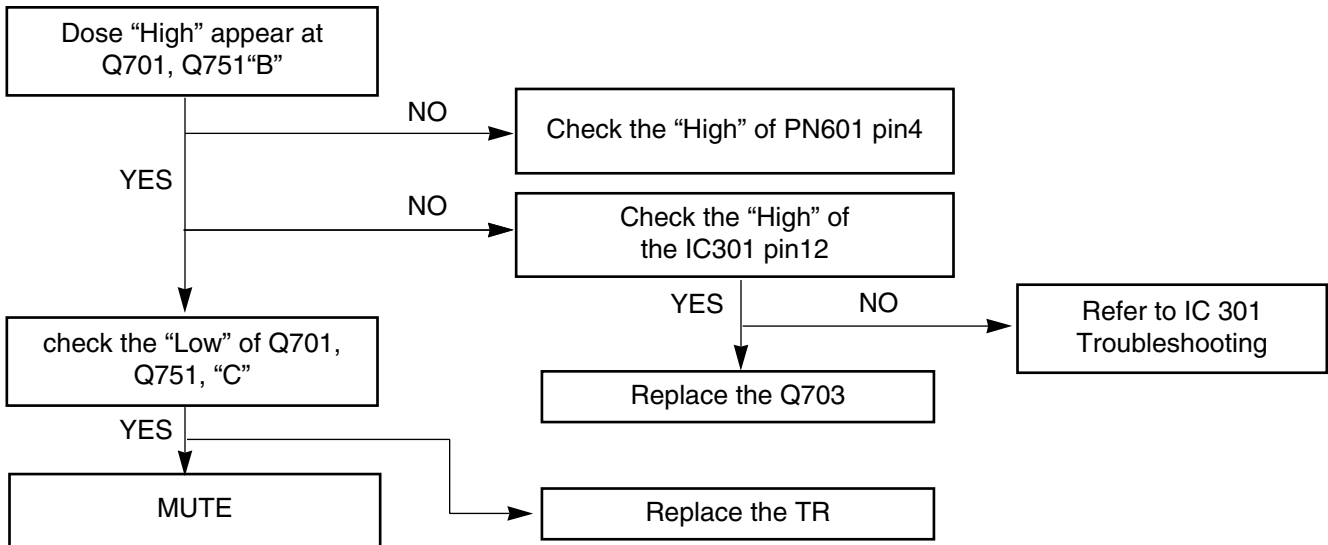 Dose “High” appear at
Q701, Q751“B”
NO
Check the “High” of PN601 pin4
YES
NO
Check the “High” of
the IC301 pin12
YES
NO
Refer to IC 301
Troubleshooting
check the “Low” of Q701,
Q751, “C”
Replace the Q703
YES
MUTE
Replace the TR